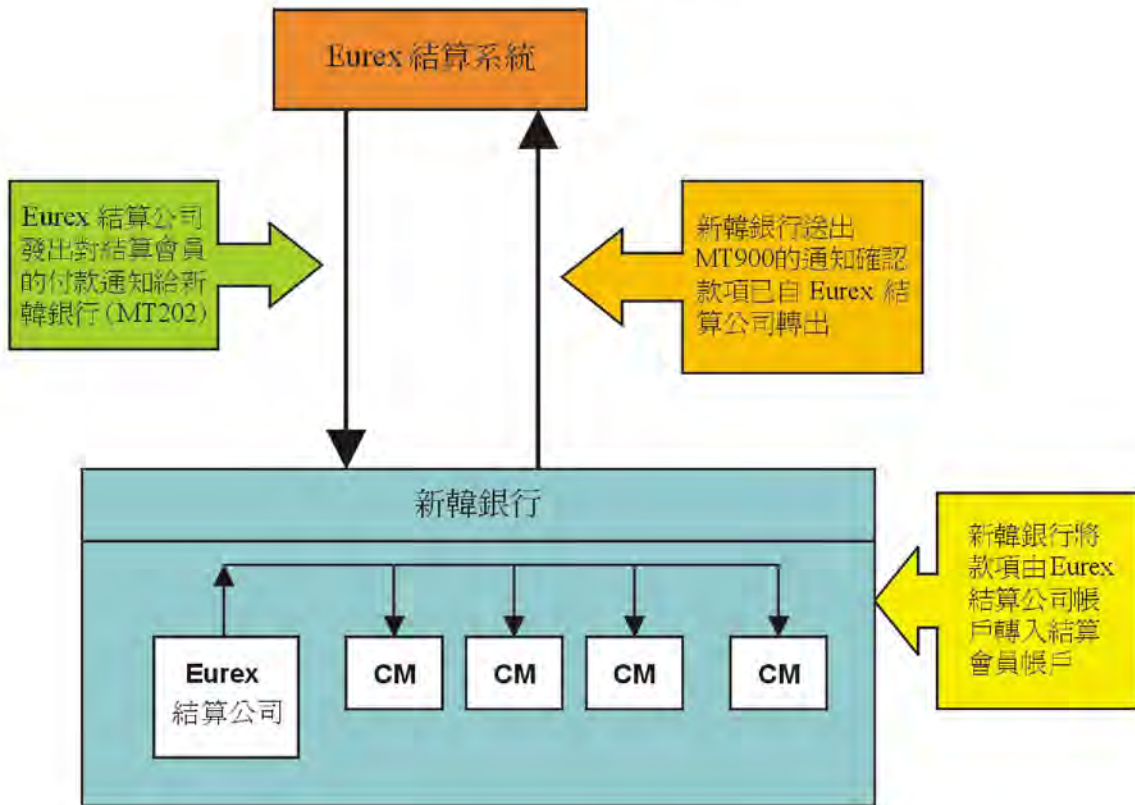 Eurex 結算系統
Eurex 結算公司
發出對結算會員
的付款通知給新
韓銀行(MT202)
新韓銀行送出
MT900的通知確認
款項已自 Eurex 結
算公司轉出
新韓銀行
新韓銀行將
款項由Eurex
結算公司帳
戶轉入結算
會員帳戶
Eurex
結算公司
CM
CM
CM
CM